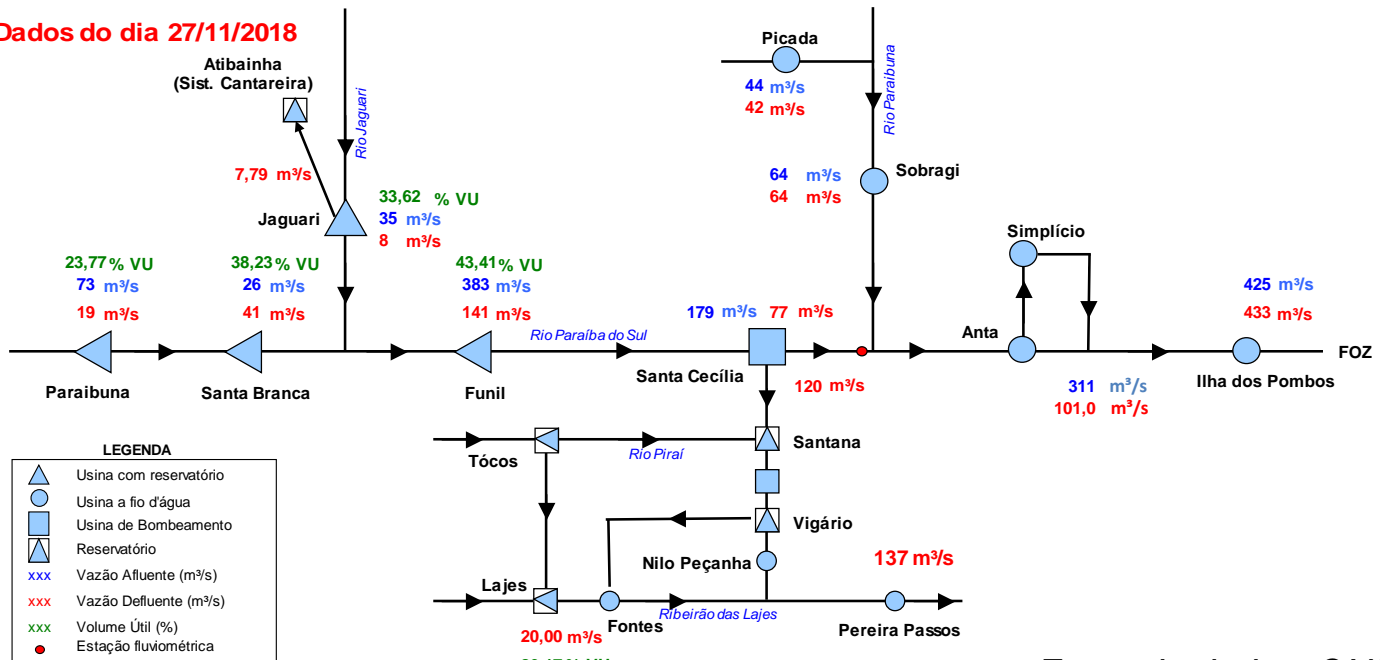 Dados do dia 27/11/2018
Atibainha
(Sist. Cantareira)
Rio Jaguari
7,79 m³/s
Jaguari
33,62 % VU
35 m³/s
8 m³/s
Picada
44 m³/s
42 m³/s
Rio Paraibuna
64 m³/s
64 m³/s
Sobragi
23,77 % VU
73 m³/s
19 m³/s
Paraibuna
38,23 % VU
26 m³/s
41 m³/s
Santa Branca
43,41 % VU
383 m³/s
141 m³/s
Funil
Rio Paraíba do Sul
179 m³/s 77 m³/s
Santa Cecília
120 m³/s
Simplício
Anta
311 m³/s
101,0 m³/s
425 m³/s
433 m³/s
Ilha dos Pombos
FOZ
Tócos
Rio Piraí
Santana
Vigário
Nilo Peçanha
137 m³/s
Lajes
Fontes
Ribeirão das Lajes
Pereira Passos
20,00 m³/s
LEGENDA
Usina com reservatório
Usina a fio d'água
Usina de Bombeamento
Reservatório
xxx Vazão Afluente (m³/s)
xxx Vazão Defluente (m³/s)
xxx Volume Útil (%)
Estação fluviométrica